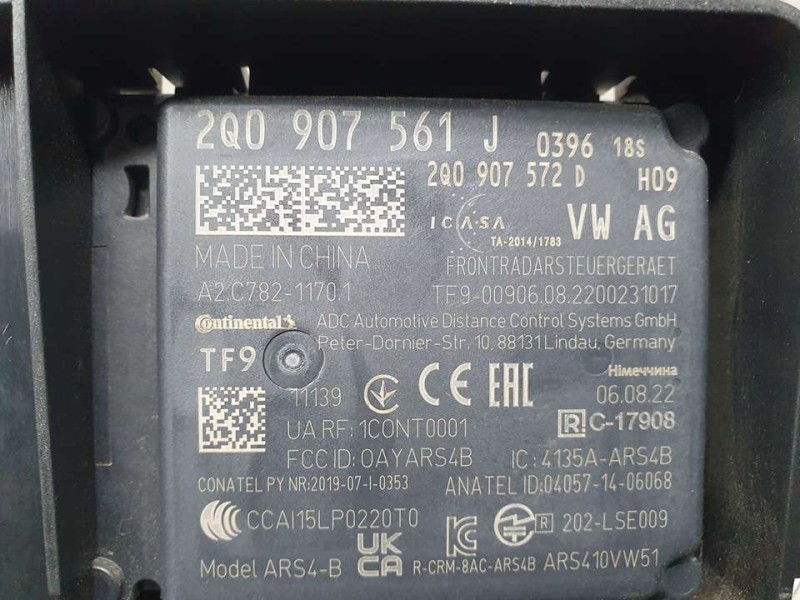 2Q0 907 561 J 0396 18S
2Q0 907 572 D H09
ICASA
TA-2014/1783
VW AG
MADE IN CHINA
FRONTRADARSTEUERGERAET
A2.C782-1170.1
TF9-00906.08.2200231017
Continental
ADC Automotive Distance Control Systems GmbH
Peter-Dornier-Str. 10, 88131 Lindau, Germany
TF9
Німеччина
11139
CE
EAC
06.08.22
R C-17908
UA RF: 1CONT0001
FCC ID: OAYARS4B
IC: 4135A-ARS4B
CONATEL PY NR:2019-07-I-0353
ANATEL ID:04057-14-06068
CCAI15LP0220T0
R 202-LSE009
UK
CA
Model ARS4-B
R-CRM-8AC-ARS4B
ARS410VW51